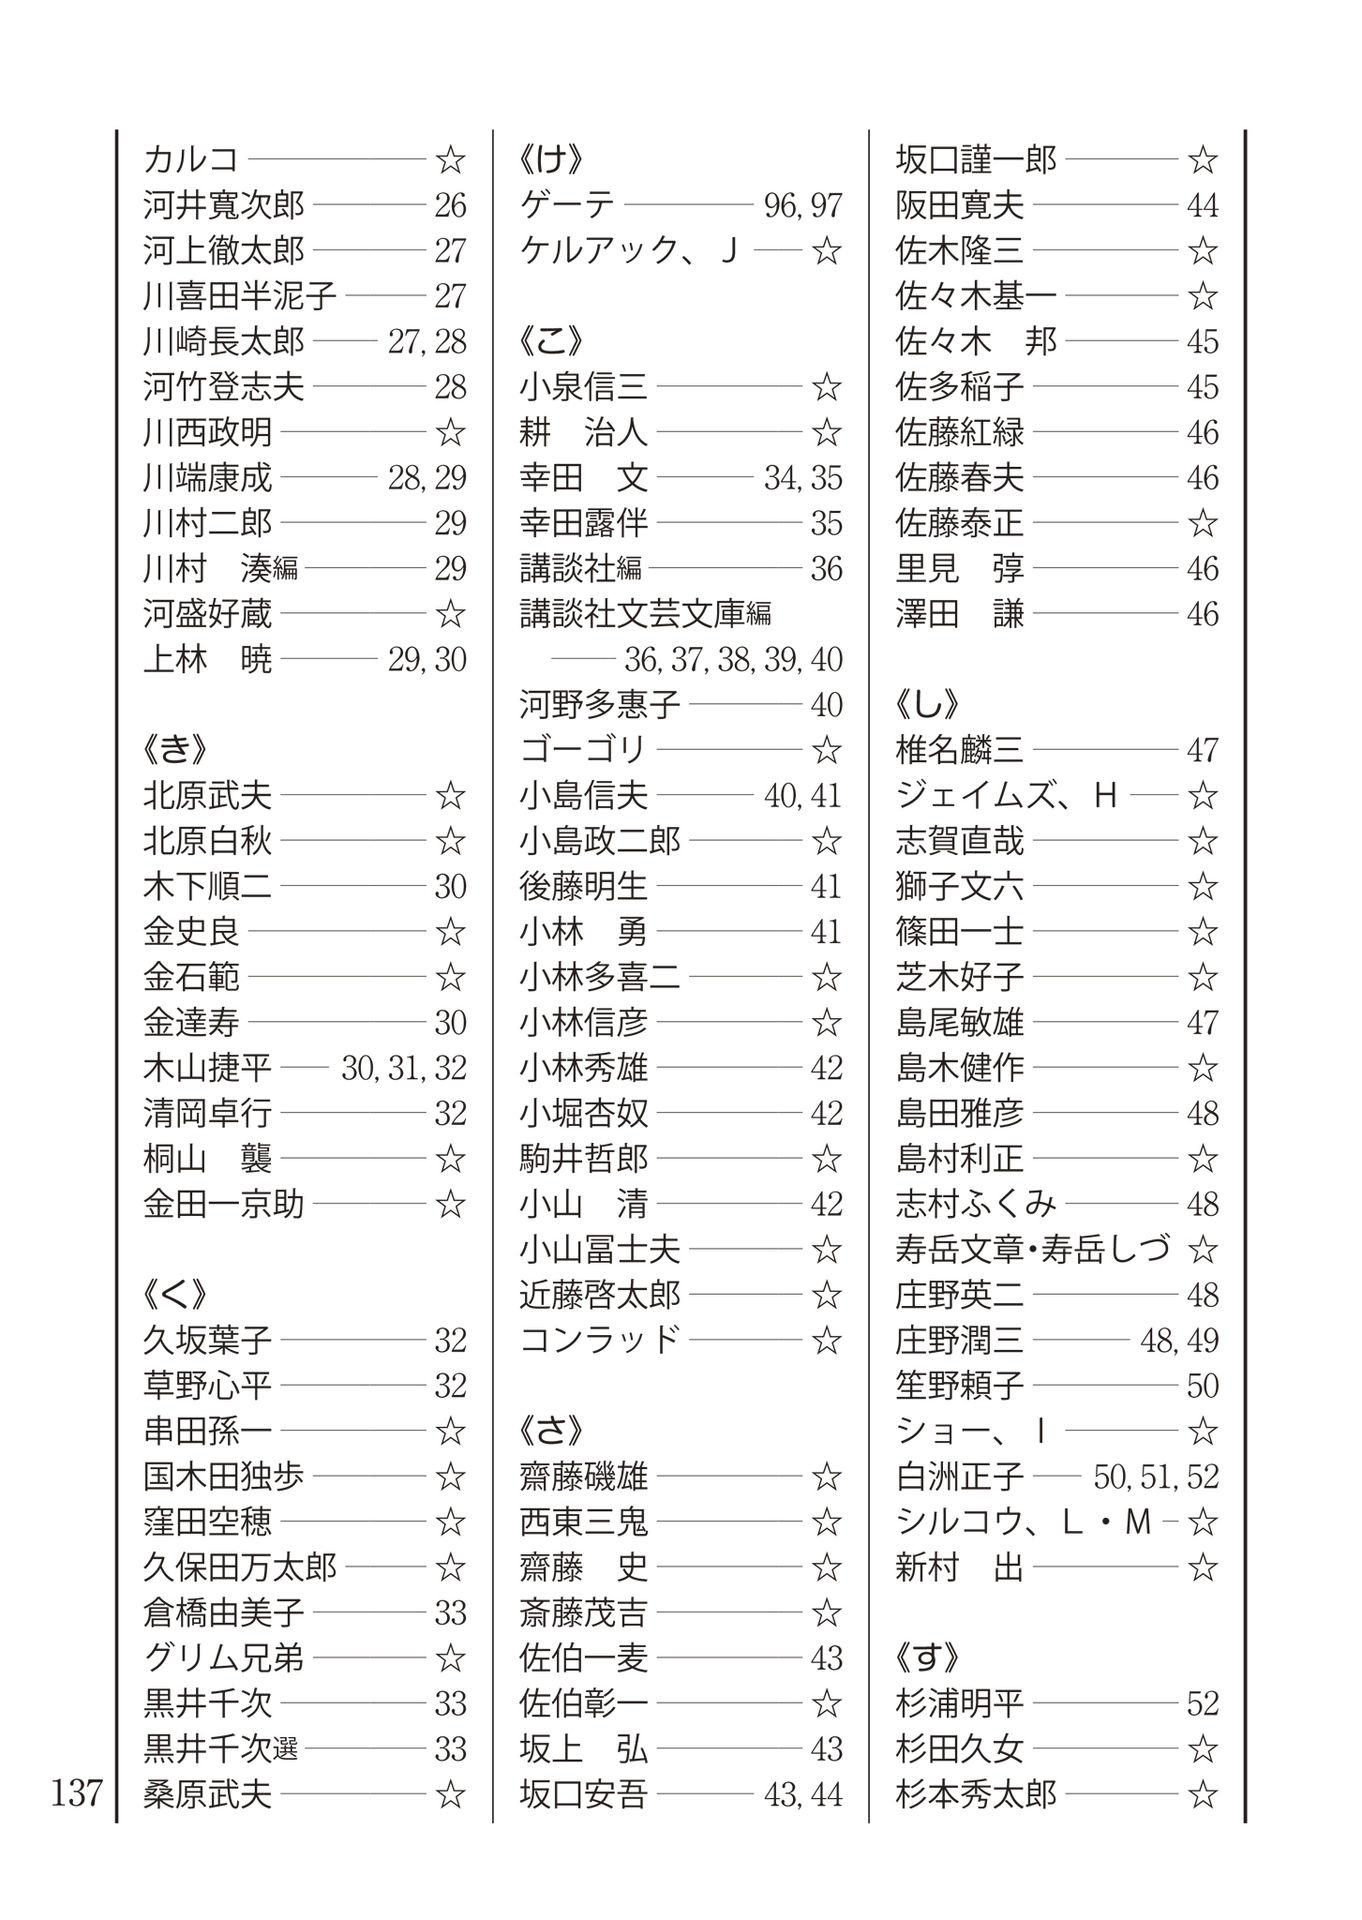 カルコ ☆
河井寬次郎 26
河上徹太郎 27
川喜田半泥子 27
川崎長太郎 27, 28
河竹登志夫 28
川西政明 ☆
川端康成 28, 29
川村二郎 29
川村　湊編 29
河盛好蔵 ☆
上林　暁 29, 30
《き》
北原武夫 ☆
北原白秋 ☆
木下順二 30
金史良 ☆
金石範 ☆
金達寿 30
木山捷平 30, 31, 32
清岡卓行 32
桐山　襲 ☆
金田一京助 ☆
《く》
久坂葉子 32
草野心平 32
串田孫一 ☆
国木田独歩 ☆
窪田空穂 ☆
久保田万太郎 ☆
倉橋由美子 33
グリム兄弟 ☆
黒井千次 33
黒井千次選 33
桑原武夫 ☆
《け》
ゲーテ 96, 97
ケルアック、J ☆
《こ》
小泉信三 ☆
耕　治人 ☆
幸田　文 34, 35
幸田露伴 35
講談社編 36
講談社文芸文庫編
36, 37, 38, 39, 40
河野多惠子 40
ゴーゴリ ☆
小島信夫 40, 41
小島政二郎 ☆
後藤明生 41
小林　勇 41
小林多喜二 ☆
小林信彦 ☆
小林秀雄 42
小堀杏奴 42
駒井哲郎 ☆
小山　清 42
小山冨士夫 ☆
近藤啓太郎 ☆
コンラッド ☆
《さ》
齋藤磯雄 ☆
西東三鬼 ☆
齋藤　史 ☆
斎藤茂吉 ☆
佐伯一麦 43
佐伯彰一 ☆
坂上　弘 43
坂口安吾 43, 44
坂口謹一郎 ☆
阪田寛夫 44
佐木隆三 ☆
佐々木基一 ☆
佐々木　邦 45
佐多稲子 45
佐藤紅緑 46
佐藤春夫 46
佐藤泰正 ☆
里見　弴 46
澤田　謙 46
《し》
椎名麟三 47
ジェイムズ、H ☆
志賀直哉 ☆
獅子文六 ☆
篠田一士 ☆
芝木好子 ☆
島尾敏雄 47
島木健作 ☆
島田雅彦 48
島村利正 ☆
志村ふくみ 48
寿岳文章・寿岳しづ ☆
庄野英二 48
庄野潤三 48, 49
笙野頼子 50
ショー、I ☆
白洲正子 50, 51, 52
シルコウ、L・M ☆
新村　出 ☆
《す》
杉浦明平 52
杉田久女 ☆
杉本秀太郎 ☆
137